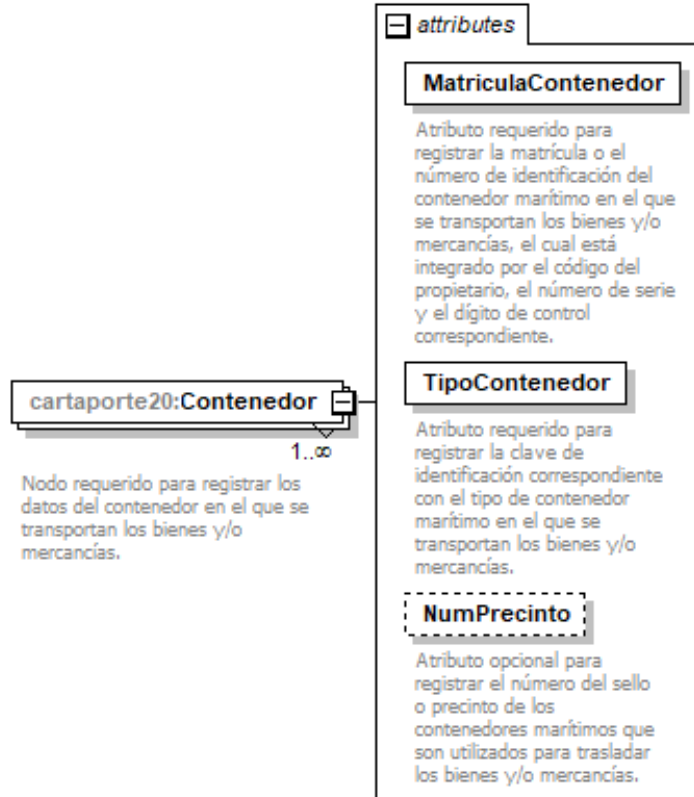 attributes
MatriculaContenedor
Atributo requerido para
registrar la matrícula o el
número de identificación del
contenedor marítimo en el que
se transportan los bienes y/o
mercancías, el cual está
integrado por el código del
propietario, el número de serie
y el dígito de control
correspondiente.
cartaporte20:Contenedor
1..∞
Nodo requerido para registrar los
datos del contenedor en el que se
transportan los bienes y/o
mercancías.
TipoContenedor
Atributo requerido para
registrar la clave de
identificación correspondiente
con el tipo de contenedor
marítimo en el que se
transportan los bienes y/o
mercancías.
NumPrecinto
Atributo opcional para
registrar el número del sello
o precinto de los
contenedores marítimos que
son utilizados para trasladar
los bienes y/o mercancías.